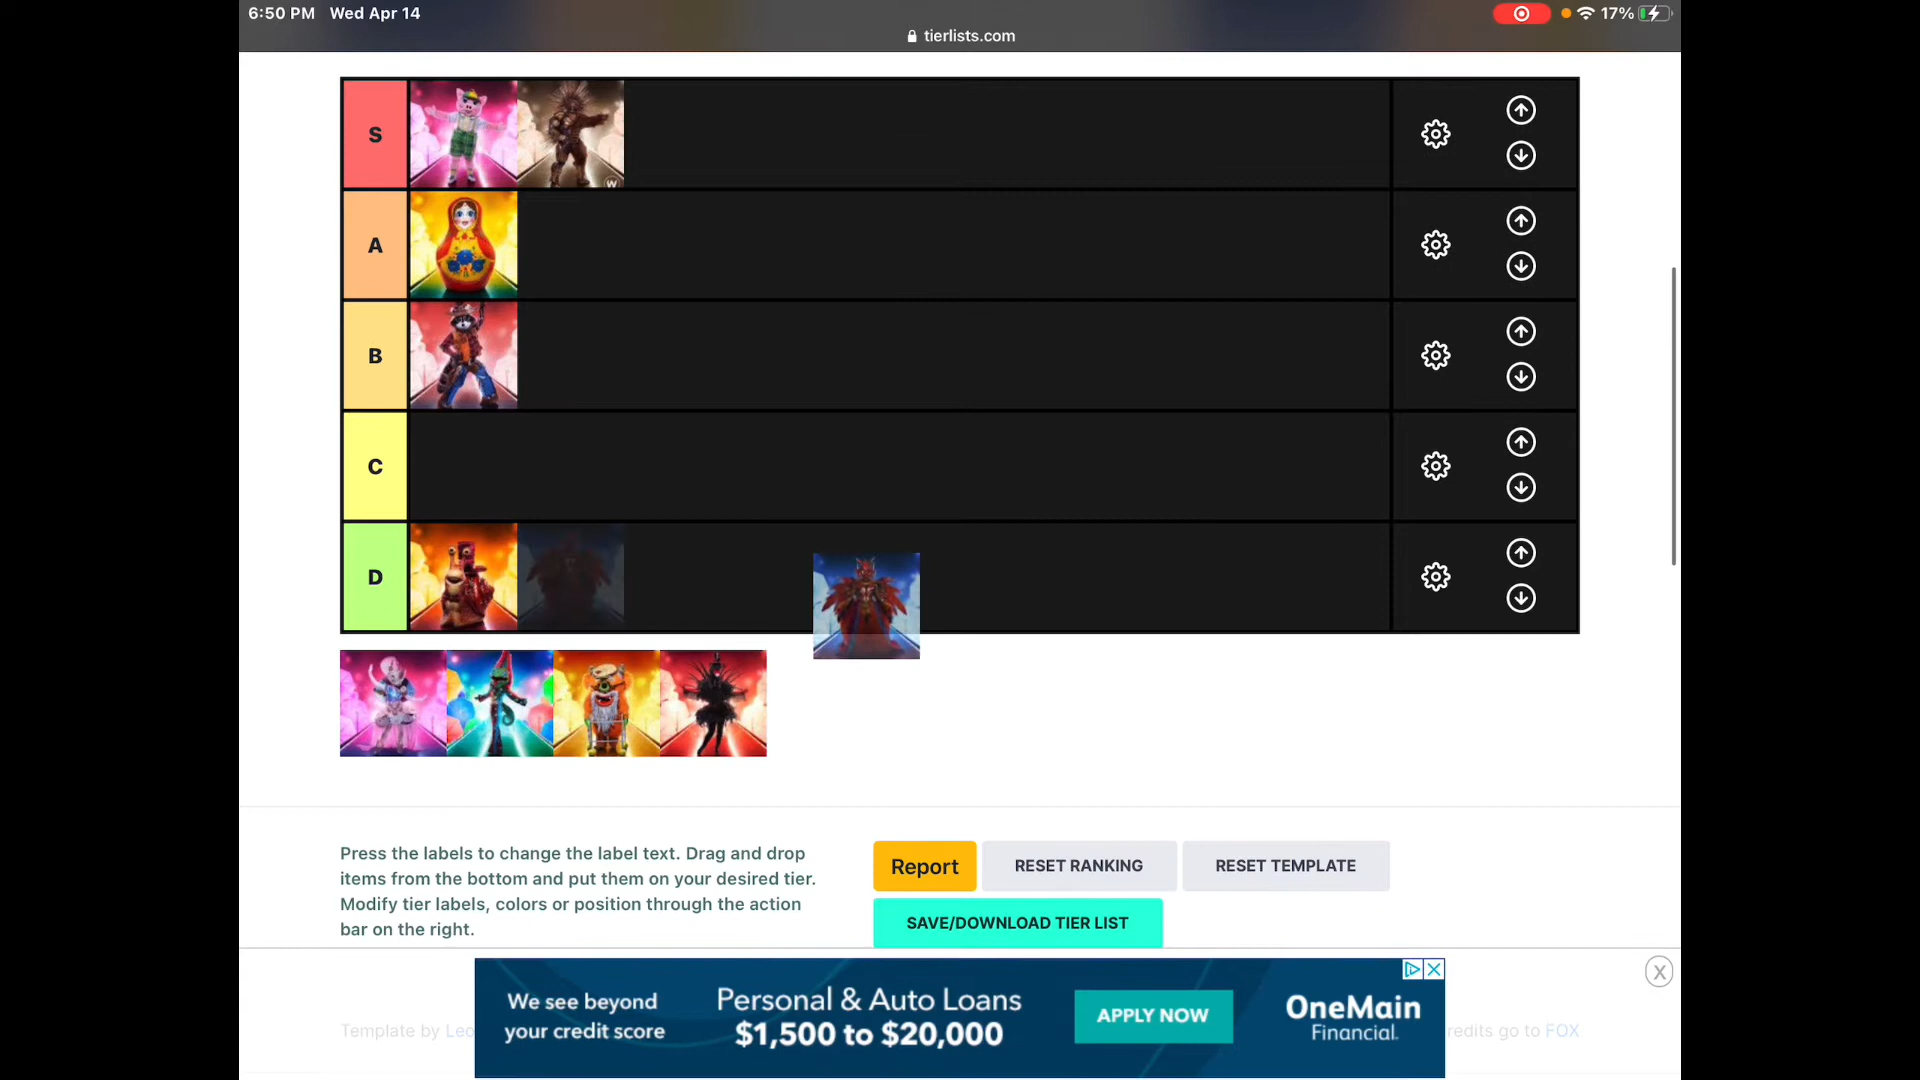 6:50 PM Wed Apr 14
17%
tierlists.com
S
W
A
B
C
D
Press the labels to change the label text. Drag and drop
items from the bottom and put them on your desired tier.
Modify tier labels, colors or position through the action
bar on the right.
Report
RESET RANKING
RESET TEMPLATE
SAVE/DOWNLOAD TIER LIST
Template by Leo
redits go to FOX
We see beyond
your credit score
Personal & Auto Loans
$1,500 to $20,000
APPLY NOW
OneMain
Financial.
X